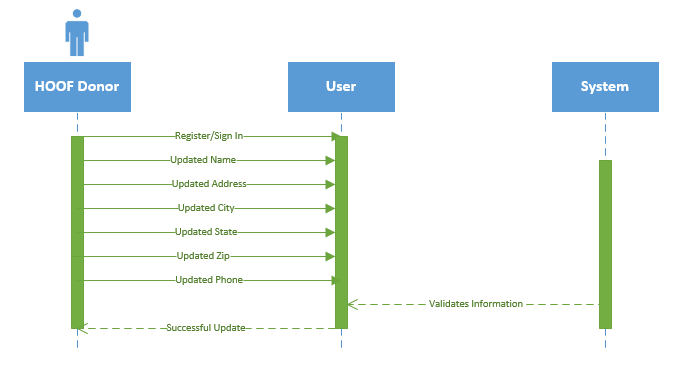 HOOF Donor
User
System
Register/Sign In
Updated Name
Updated Address
Updated City
Updated State
Updated Zip
Updated Phone
Validates Information
Successful Update